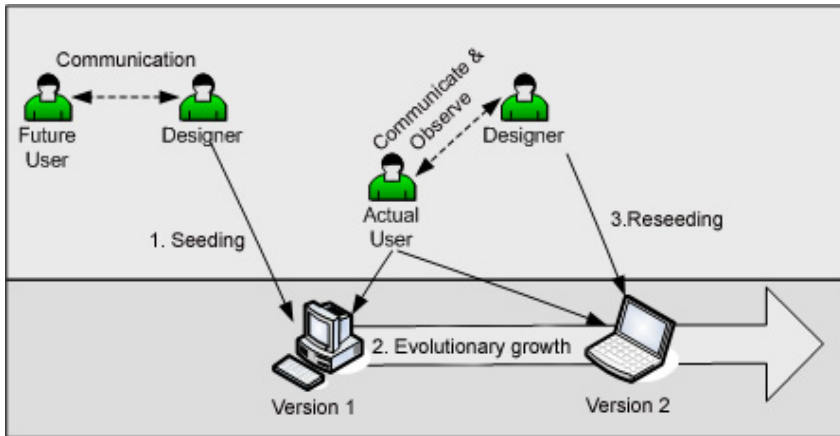 Communication
Future
User
Designer
Communicate &
Observe
Designer
Actual
User
1. Seeding
3.Reseeding
2. Evolutionary growth
Version 1
Version 2